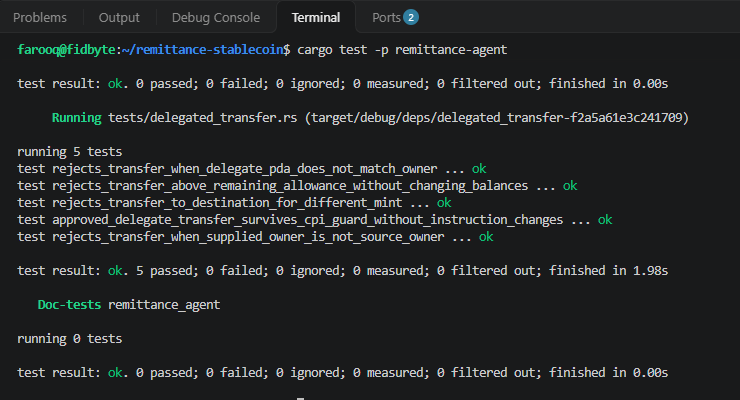 Problems Output Debug Console Terminal Ports 2
farooq@fidbyte:~/remittance-stablecoin$ cargo test -p remittance-agent
test result: ok. 0 passed; 0 failed; 0 ignored; 0 measured; 0 filtered out; finished in 0.00s
Running tests/delegated_transfer.rs (target/debug/deps/delegated_transfer-f2a5a61e3c241709)
running 5 tests
test rejects_transfer_when_delegate_pda_does_not_match_owner ... ok
test rejects_transfer_above_remaining_allowance_without_changing_balances ... ok
test rejects_transfer_to_destination_for_different_mint ... ok
test approved_delegate_transfer_survives_cpi_guard_without_instruction_changes ... ok
test rejects_transfer_when_supplied_owner_is_not_source_owner ... ok
test result: ok. 5 passed; 0 failed; 0 ignored; 0 measured; 0 filtered out; finished in 1.98s
Doc-tests remittance_agent
running 0 tests
test result: ok. 0 passed; 0 failed; 0 ignored; 0 measured; 0 filtered out; finished in 0.00s